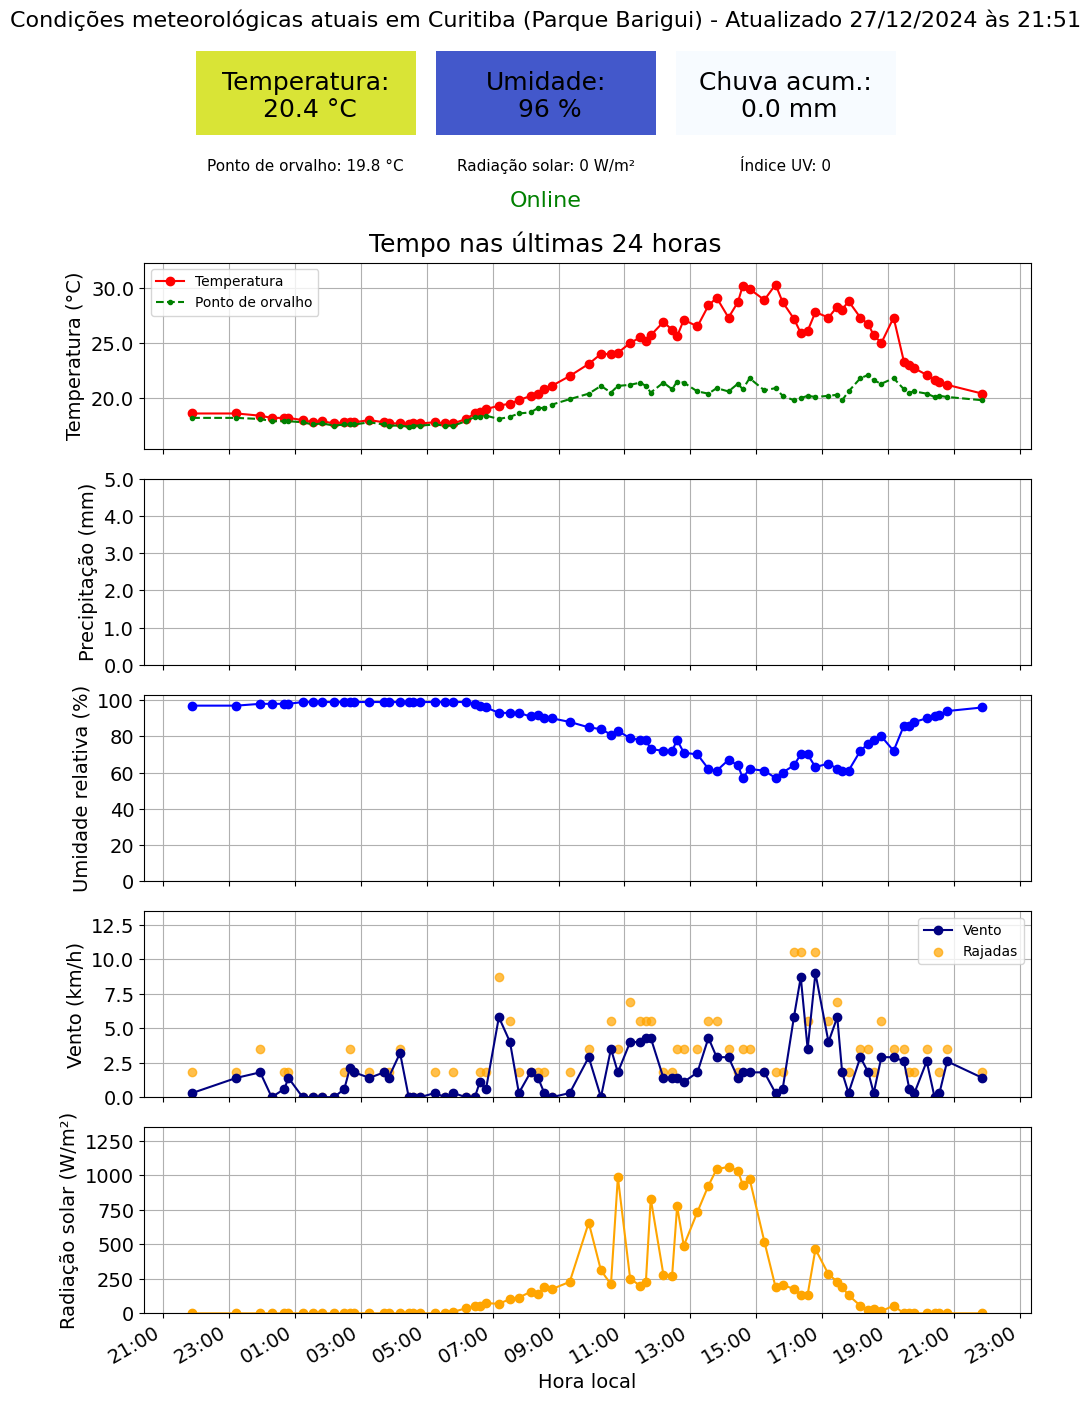 Condições meteorológicas atuais em Curitiba (Parque Barigui) - Atualizado 27/12/2024 às 21:51
Temperatura:
20.4 °C
Umidade:
96 %
Chuva acum.:
0.0 mm
Ponto de orvalho: 19.8 °C
Radiação solar: 0 W/m²
Índice UV: 0
Online
Tempo nas últimas 24 horas
Temperatura (°C)
30.0
25.0
20.0
Temperatura
Ponto de orvalho
Precipitação (mm)
5.0
4.0
3.0
2.0
1.0
0.0
Umidade relativa (%)
100
80
60
40
20
0
Vento (km/h)
12.5
10.0
7.5
5.0
2.5
0.0
Vento
Rajadas
Radiação solar (W/m²)
1250
1000
750
500
250
0
21:00
23:00
01:00
03:00
05:00
07:00
09:00
11:00
13:00
15:00
17:00
19:00
21:00
23:00
Hora local